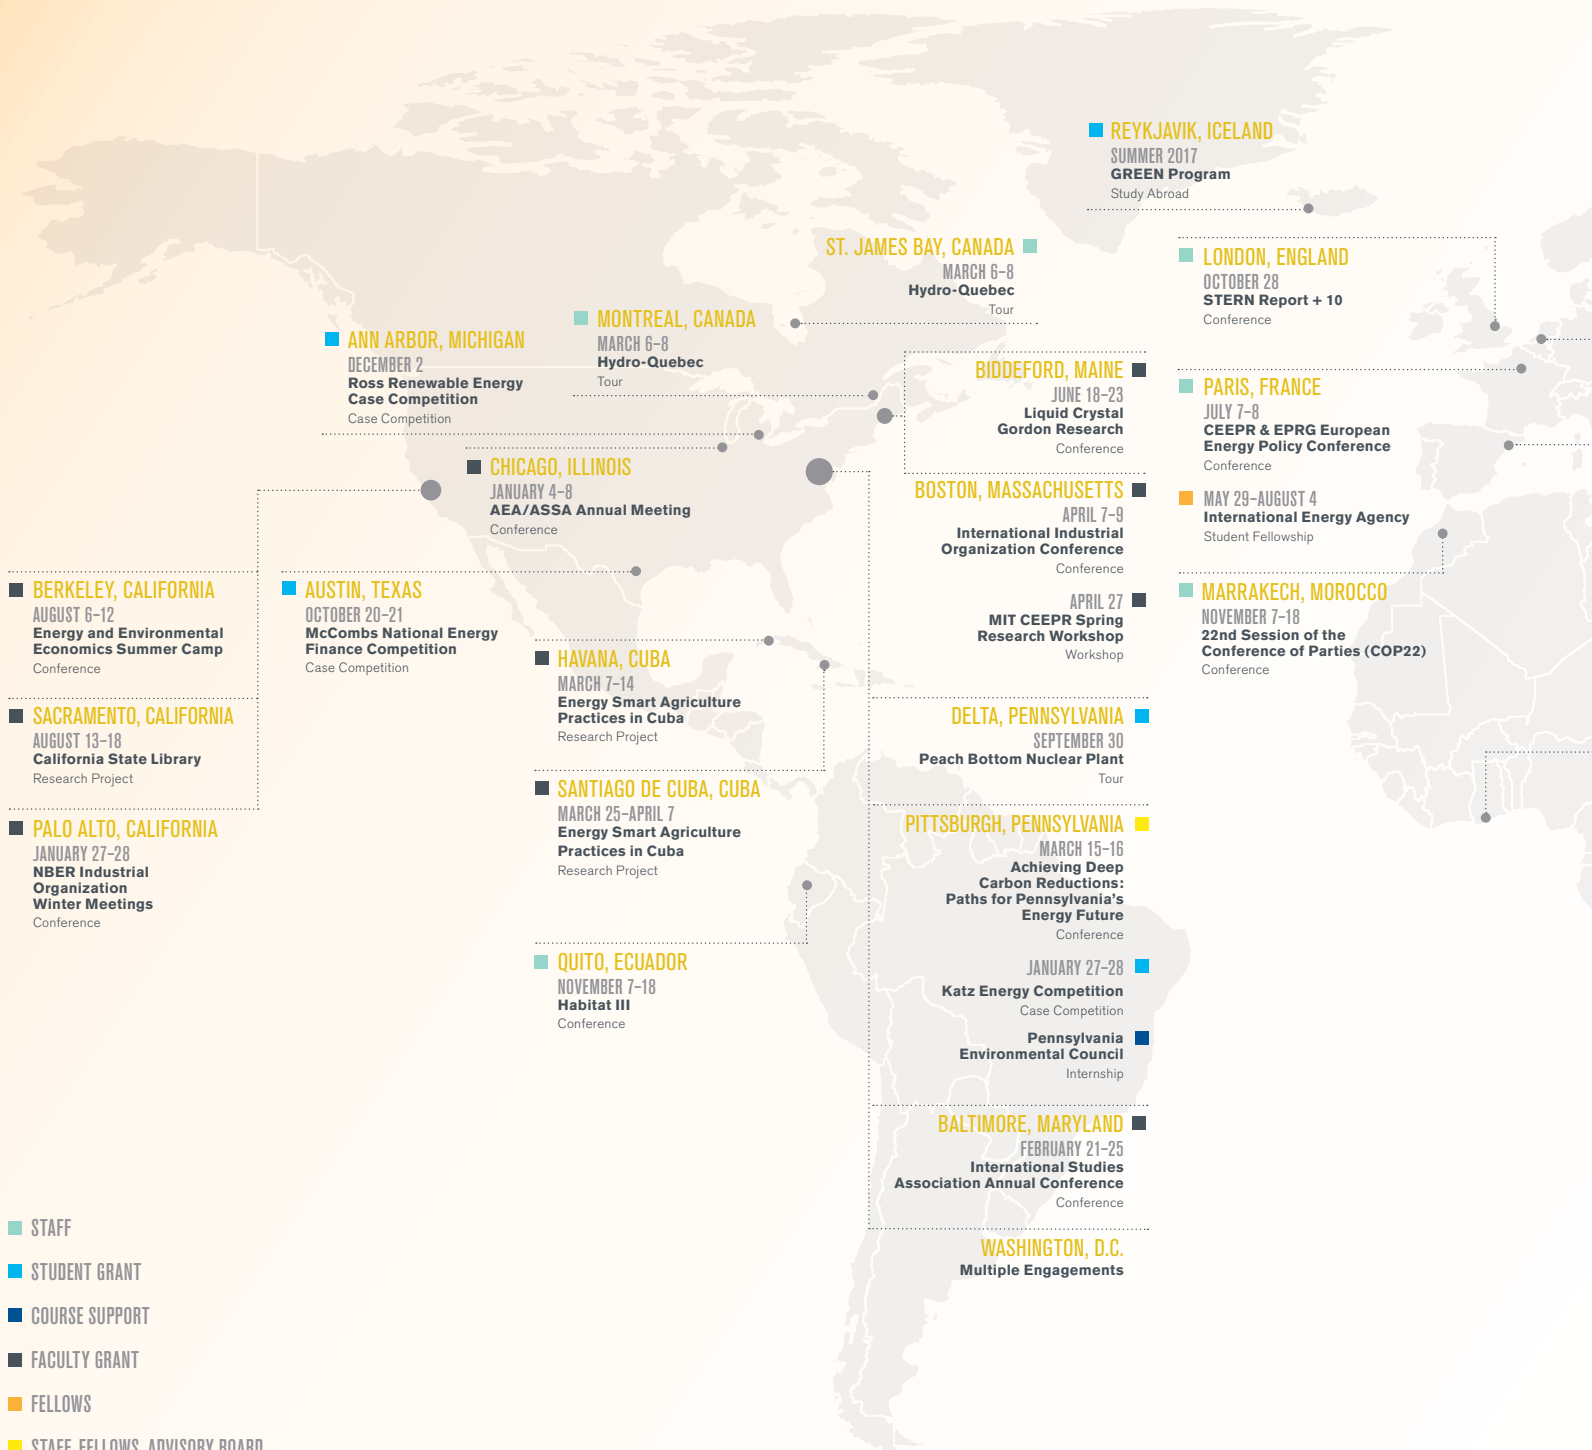 REYKJAVIK, ICELAND
SUMMER 2017
GREEN Program
Study Abroad
ST. JAMES BAY, CANADA
MARCH 6–8
Hydro-Quebec
Tour
LONDON, ENGLAND
OCTOBER 28
STERN Report + 10
Conference
MONTREAL, CANADA
MARCH 6–8
Hydro-Quebec
Tour
ANN ARBOR, MICHIGAN
DECEMBER 2
Ross Renewable Energy
Case Competition
Case Competition
BIDDEFORD, MAINE
JUNE 18–23
Liquid Crystal
Gordon Research
Conference
PARIS, FRANCE
JULY 7–8
CEEPR & EPRG European
Energy Policy Conference
Conference
MAY 29–AUGUST 4
International Energy Agency
Student Fellowship
CHICAGO, ILLINOIS
JANUARY 4–8
AEA/ASSA Annual Meeting
Conference
BOSTON, MASSACHUSETTS
APRIL 7–9
International Industrial
Organization Conference
Conference
APRIL 27
MIT CEEPR Spring
Research Workshop
Workshop
MARRAKECH, MOROCCO
NOVEMBER 7–18
22nd Session of the
Conference of Parties (COP22)
Conference
BERKELEY, CALIFORNIA
AUGUST 6–12
Energy and Environmental
Economics Summer Camp
Conference
AUSTIN, TEXAS
OCTOBER 20–21
McCombs National Energy
Finance Competition
Case Competition
HAVANA, CUBA
MARCH 7–14
Energy Smart Agriculture
Practices in Cuba
Research Project
SACRAMENTO, CALIFORNIA
AUGUST 13–18
California State Library
Research Project
DELTA, PENNSYLVANIA
SEPTEMBER 30
Peach Bottom Nuclear Plant
Tour
SANTIAGO DE CUBA, CUBA
MARCH 25–APRIL 7
Energy Smart Agriculture
Practices in Cuba
Research Project
PALO ALTO, CALIFORNIA
JANUARY 27–28
NBER Industrial
Organization
Winter Meetings
Conference
PITTSBURGH, PENNSYLVANIA
MARCH 15–16
Achieving Deep
Carbon Reductions:
Paths for Pennsylvania's
Energy Future
Conference
JANUARY 27–28
Katz Energy Competition
Case Competition
Pennsylvania
Environmental Council
Internship
QUITO, ECUADOR
NOVEMBER 7–18
Habitat III
Conference
BALTIMORE, MARYLAND
FEBRUARY 21–25
International Studies
Association Annual Conference
Conference
WASHINGTON, D.C.
Multiple Engagements
STAFF
STUDENT GRANT
COURSE SUPPORT
FACULTY GRANT
FELLOWS
STAFF, FELLOWS, ADVISORY BOARD